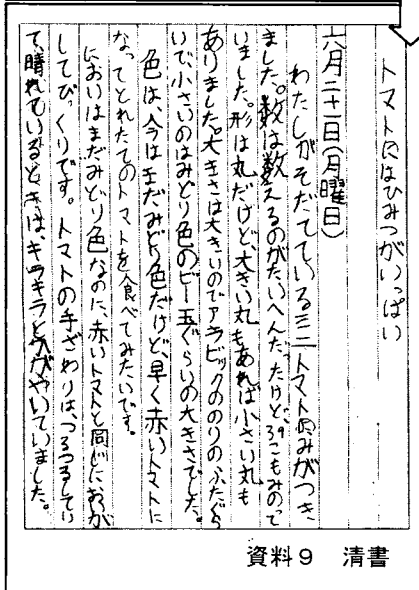 トマトにはひみつがいっぱい
六月二十一日(月曜日)
わたしがそだてているミニトマトのみがつき
ました。数は数えるのがたいへんだったけど、39こもみのって
いました。形は丸だけど、大きい丸もあれば小さい丸も
ありました。大きさは大きいのでアラビックののりのふたぐら
いで、小さいのはみどり色のビー玉ぐらいの大きさでした。
色は、今はまだみどり色だけど、早く赤いトマトに
なってとれたてのトマトを食べてみたいです。
においはまだみどり色なのに、赤いトマトと同じにおいが
してびっくりです。トマトの手ざわりは、つるつるしてい
て、晴れているときは、キラキラとかがやいていました。
資料9 清書